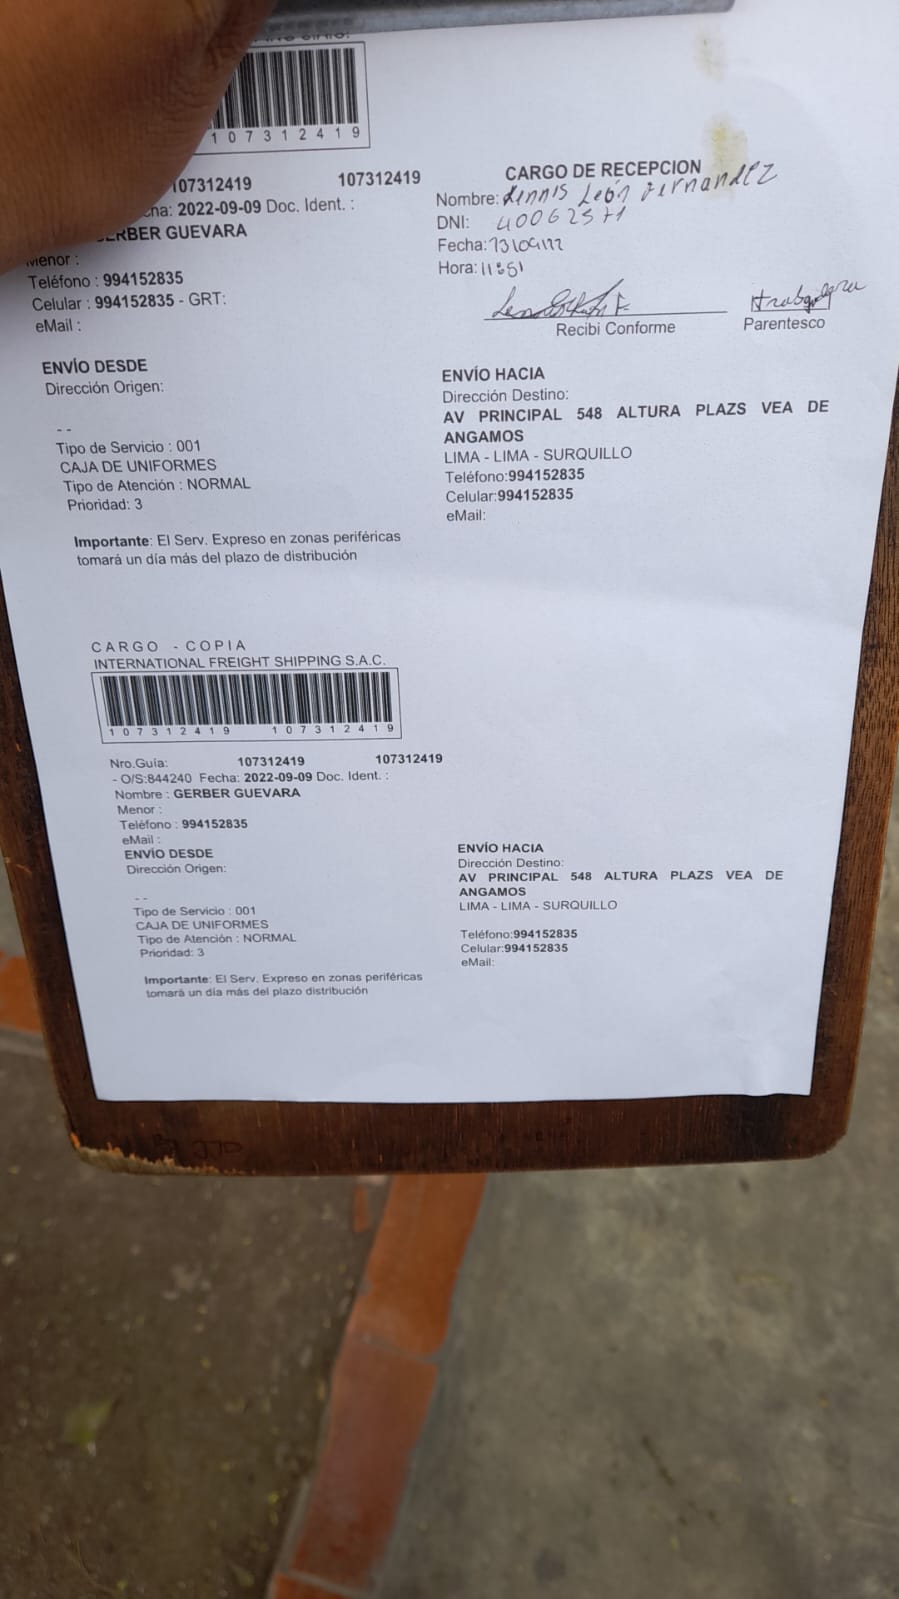 107312419
107312419 107312419
cha: 2022-09-09 Doc. Ident. :
GERBER GUEVARA
Menor :
Teléfono : 994152835
Celular : 994152835 - GRT:
eMail :
CARGO DE RECEPCION
Nombre: León Fernandez
DNI:
Fecha:
Hora: 11:51
Recibi Conforme
Parentesco
ENVÍO DESDE
Dirección Origen:
- -
Tipo de Servicio : 001
CAJA DE UNIFORMES
Tipo de Atención : NORMAL
Prioridad: 3
ENVÍO HACIA
Dirección Destino:
AV PRINCIPAL 548 ALTURA PLAZS VEA DE
ANGAMOS
LIMA - LIMA - SURQUILLO
Teléfono:994152835
Celular:994152835
eMail:
Importante: El Serv. Expreso en zonas periféricas
tomará un día más del plazo de distribución
CARGO - COPIA
INTERNATIONAL FREIGHT SHIPPING S.A.C.
107312419 107312419
Nro.Guía: 107312419 107312419
- O/S:844240 Fecha: 2022-09-09 Doc. Ident. :
Nombre : GERBER GUEVARA
Menor :
Teléfono : 994152835
eMail :
ENVÍO DESDE
Dirección Origen:
- -
Tipo de Servicio : 001
CAJA DE UNIFORMES
Tipo de Atención : NORMAL
Prioridad: 3
ENVÍO HACIA
Dirección Destino:
AV PRINCIPAL 548 ALTURA PLAZS VEA DE
ANGAMOS
LIMA - LIMA - SURQUILLO
Teléfono:994152835
Celular:994152835
eMail:
Importante: El Serv. Expreso en zonas periféricas
tomará un día más del plazo distribución